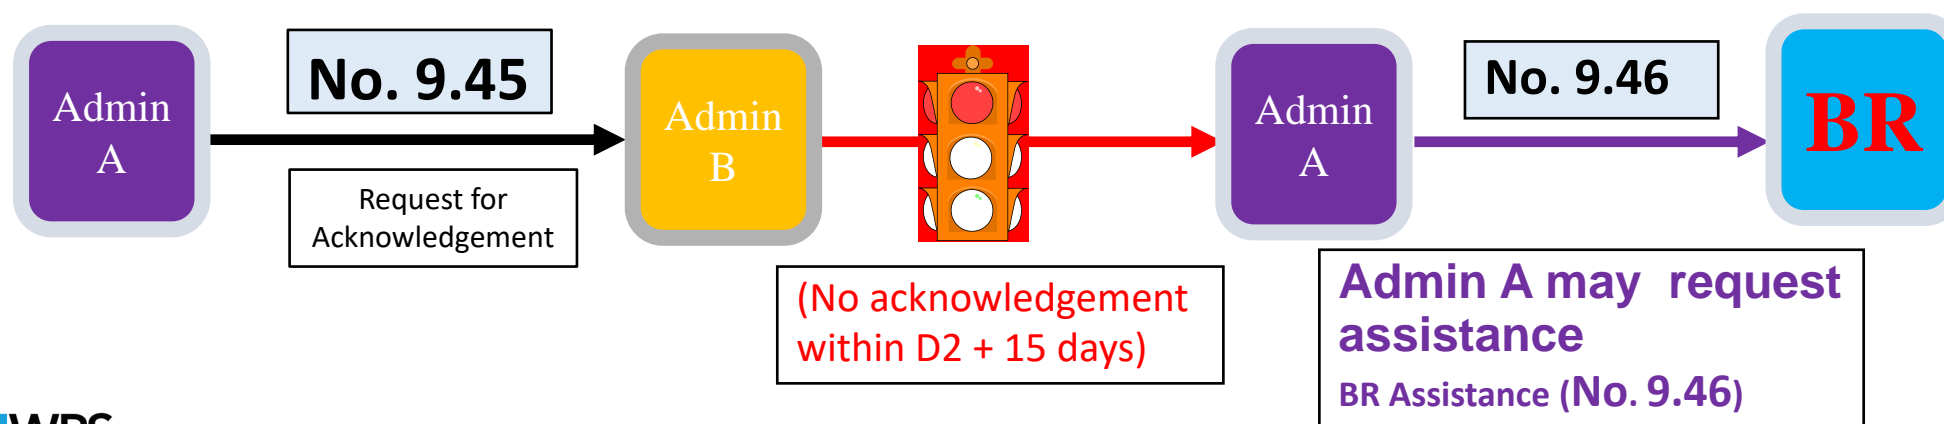 Admin
A
No. 9.45
Request for
Acknowledgement
Admin
B
(No acknowledgement
within D2 + 15 days)
Admin
A
No. 9.46
BR
Admin A may  request
assistance
BR Assistance (No. 9.46)